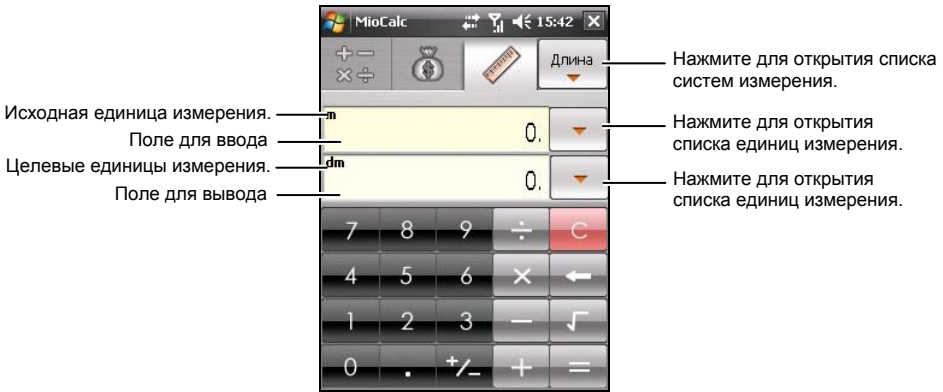 MioCalc 15:42
Длина
Нажмите для открытия списка
систем измерения.
Исходная единица измерения.
m
0.
Поле для ввода
Нажмите для открытия
списка единиц измерения.
Целевые единицы измерения.
dm
0.
Поле для вывода
Нажмите для открытия
списка единиц измерения.
7 8 9 ÷ C
4 5 6 × ←
1 2 3 − √
0 . +/− + =